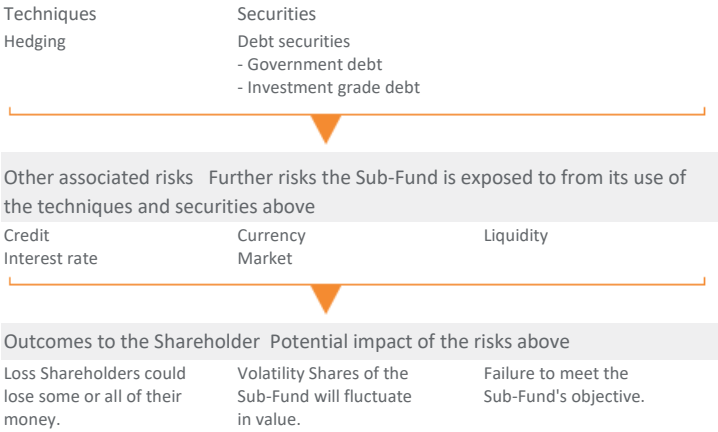 Techniques Securities
Hedging Debt securities
- Government debt
- Investment grade debt
Other associated risks Further risks the Sub-Fund is exposed to from its use of
the techniques and securities above
Credit Currency Liquidity
Interest rate Market
Outcomes to the Shareholder Potential impact of the risks above
Loss Shareholders could Volatility Shares of the Failure to meet the
lose some or all of their Sub-Fund will fluctuate Sub-Fund's objective.
money. in value.